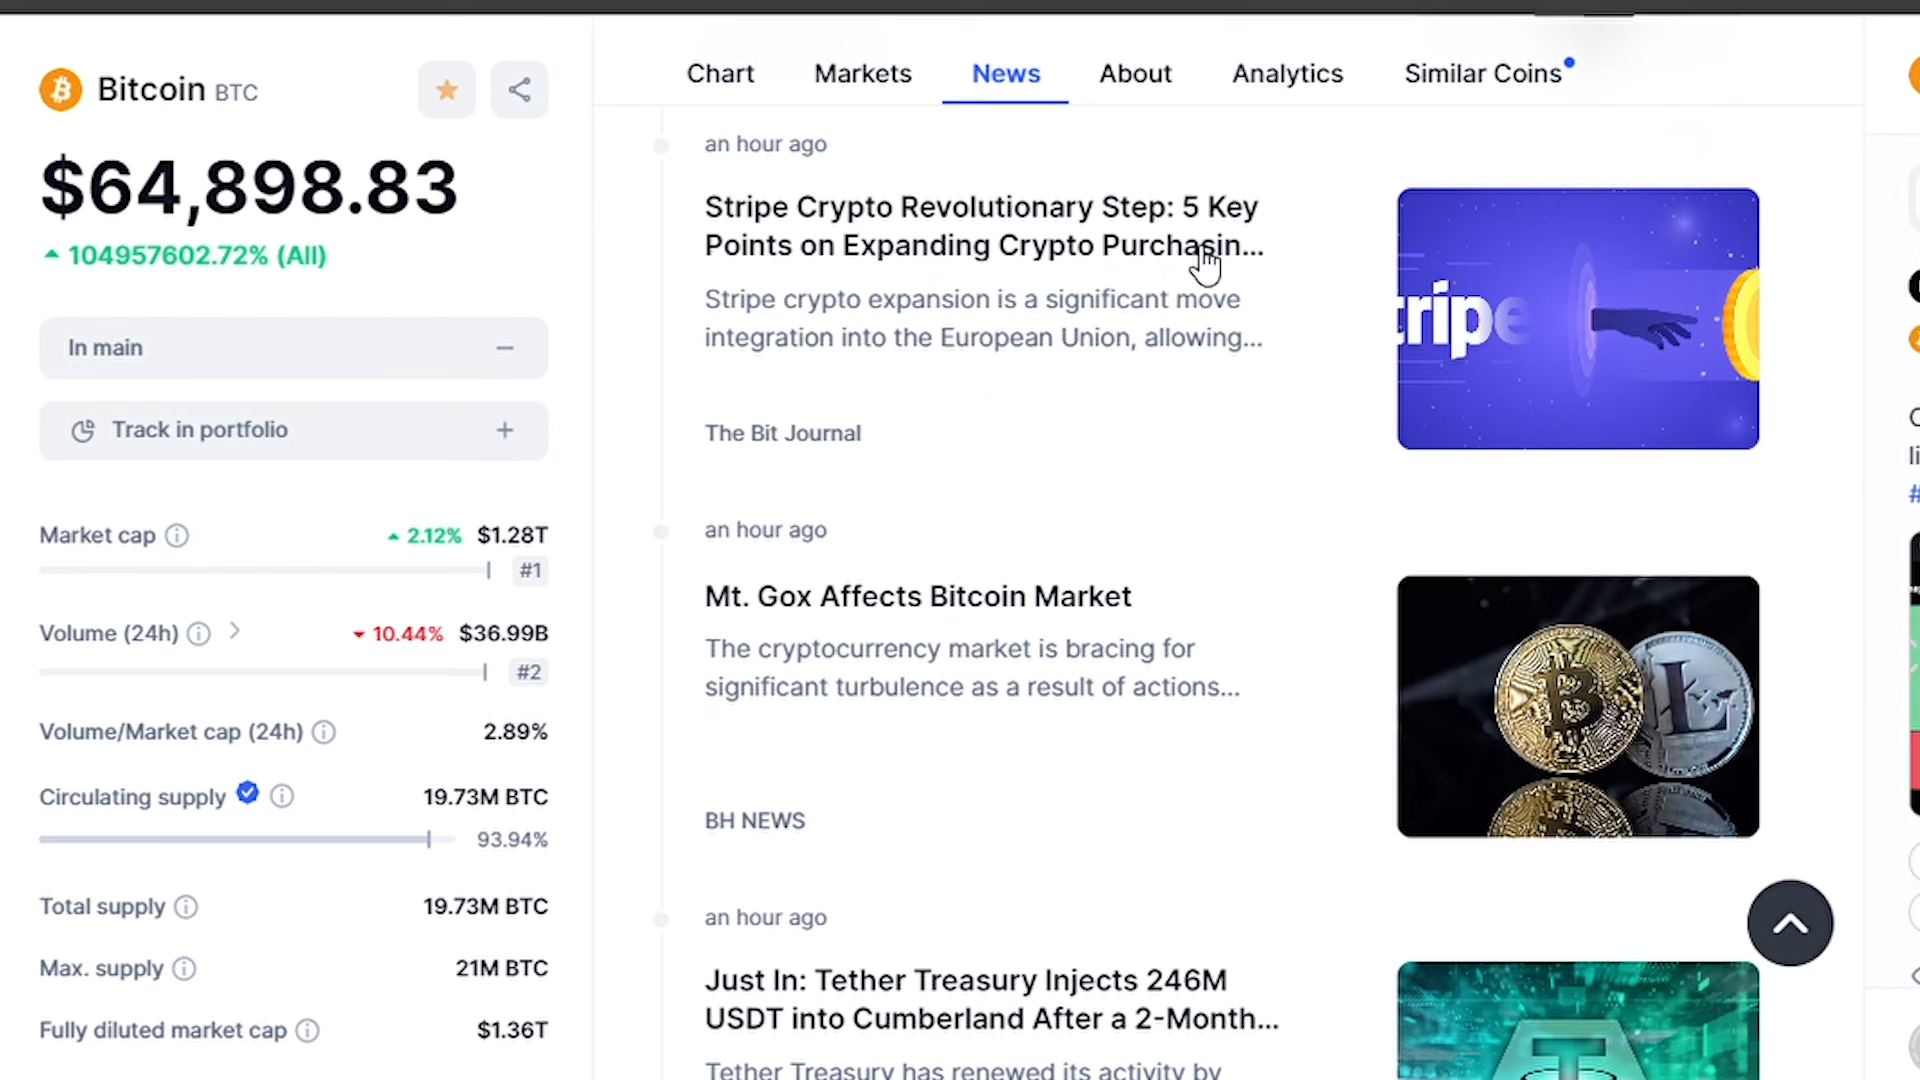 Bitcoin BTC
$64,898.83
104957602.72% (All)
In main
Track in portfolio
Market cap 2.12% $1.28T
#1
Volume (24h) 10.44% $36.99B
#2
Volume/Market cap (24h) 2.89%
Circulating supply 19.73M BTC
93.94%
Total supply 19.73M BTC
Max. supply 21M BTC
Fully diluted market cap $1.36T
Chart Markets News About Analytics Similar Coins
an hour ago
Stripe Crypto Revolutionary Step: 5 Key
Points on Expanding Crypto Purchasin...
Stripe crypto expansion is a significant move
integration into the European Union, allowing...
The Bit Journal
tripe
an hour ago
Mt. Gox Affects Bitcoin Market
The cryptocurrency market is bracing for
significant turbulence as a result of actions...
BH NEWS
an hour ago
Just In: Tether Treasury Injects 246M
USDT into Cumberland After a 2-Month...
Tether Treasury has renewed its activity by
li
#